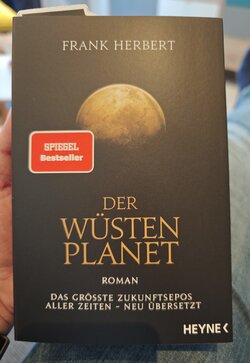 FRANK HERBERT
SPIEGEL
Bestseller
DER
WÜSTEN
PLANET
ROMAN
DAS GRÖSSTE ZUKUNFTSEPOS
ALLER ZEITEN – NEU ÜBERSETZT
HEYNE <